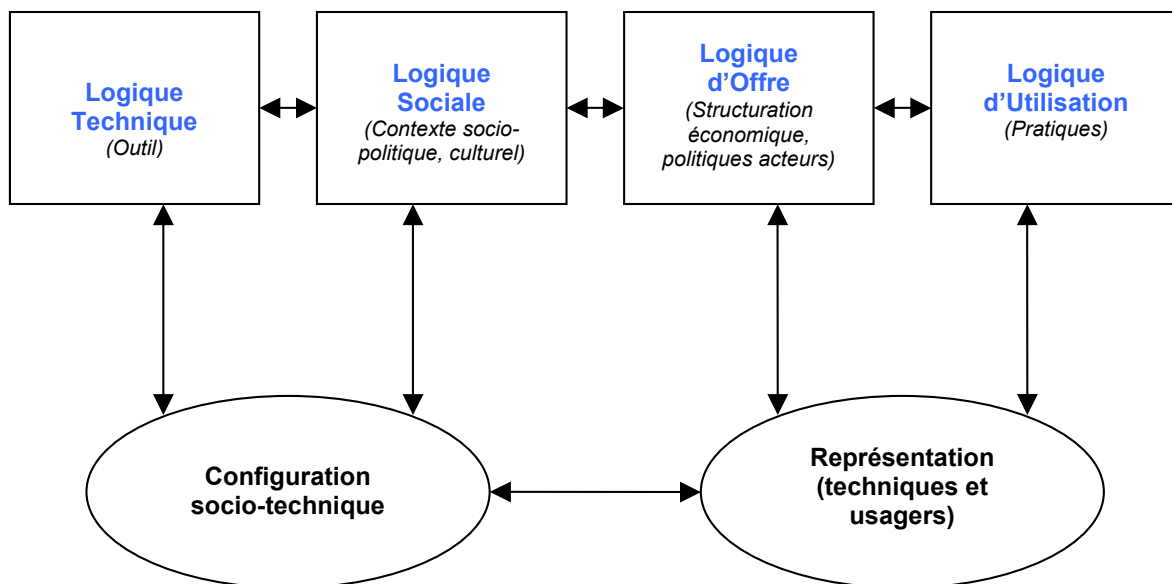 Logique
Technique
(Outil)
Logique
Sociale
(Contexte socio-
politique, culturel)
Logique
d’Offre
(Structuration
économique,
politiques acteurs)
Logique
d’Utilisation
(Pratiques)
Configuration
socio-technique
Représentation
(techniques et
usagers)